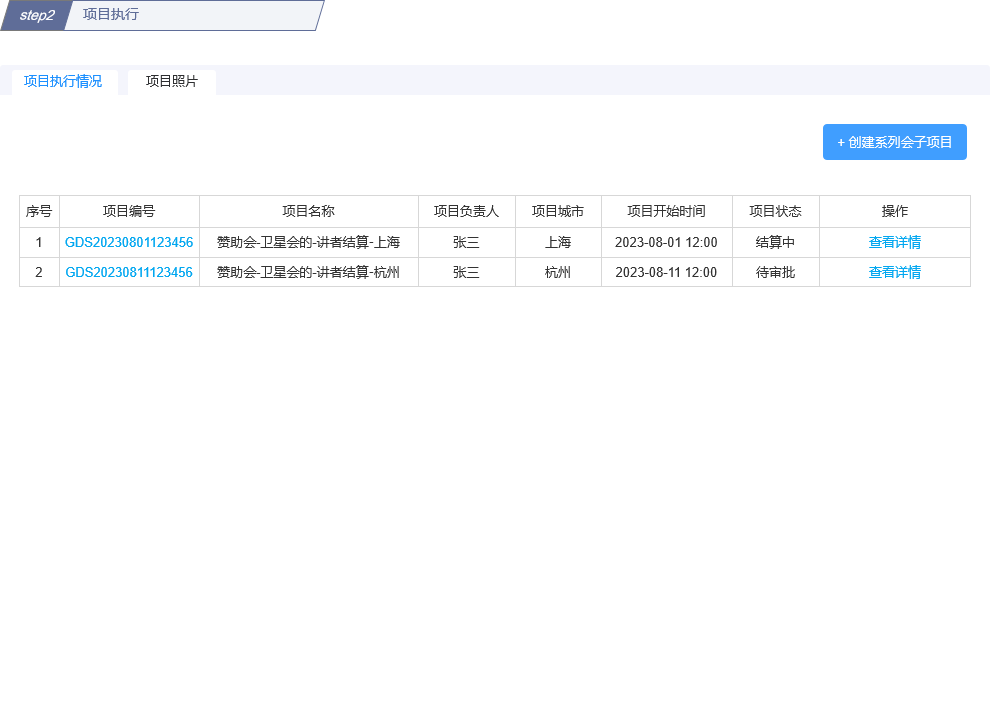 step2 项目执行
项目执行情况 项目照片
+ 创建系列会子项目
序号 项目编号 项目名称 项目负责人 项目城市 项目开始时间 项目状态 操作
1 GDS20230801123456 赞助会-卫星会的-讲者结算-上海 张三 上海 2023-08-01 12:00 结算中 查看详情
2 GDS20230811123456 赞助会-卫星会的-讲者结算-杭州 张三 杭州 2023-08-11 12:00 待审批 查看详情